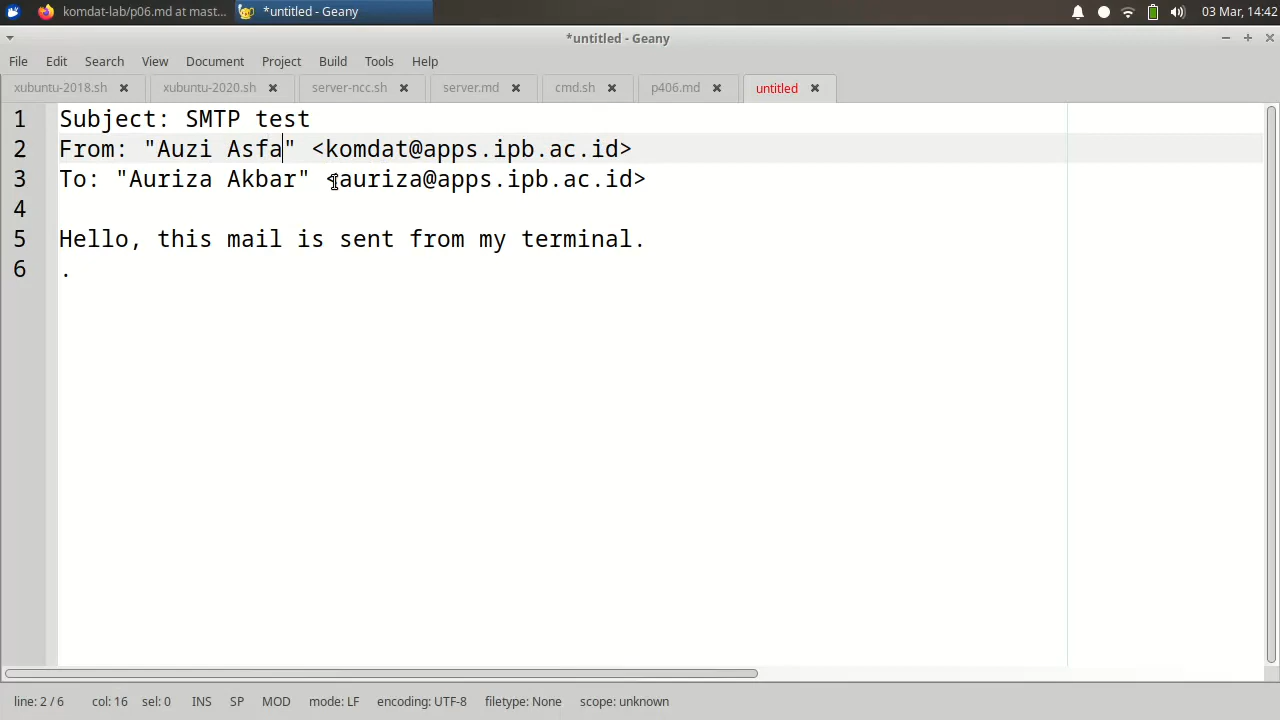 komdat-lab/p06.md at mast... *untitled - Geany 03 Mar, 14:42
*untitled - Geany
File Edit Search View Document Project Build Tools Help
xubuntu-2018.sh xubuntu-2020.sh server-ncc.sh server.md cmd.sh p406.md untitled
1 Subject: SMTP test
2 From: "Auzi Asfa" <komdat@apps.ipb.ac.id>
3 To: "Auriza Akbar" <auriza@apps.ipb.ac.id>
4
5 Hello, this mail is sent from my terminal.
6 .
line: 2 / 6 col: 16 sel: 0 INS SP MOD mode: LF encoding: UTF-8 filetype: None scope: unknown